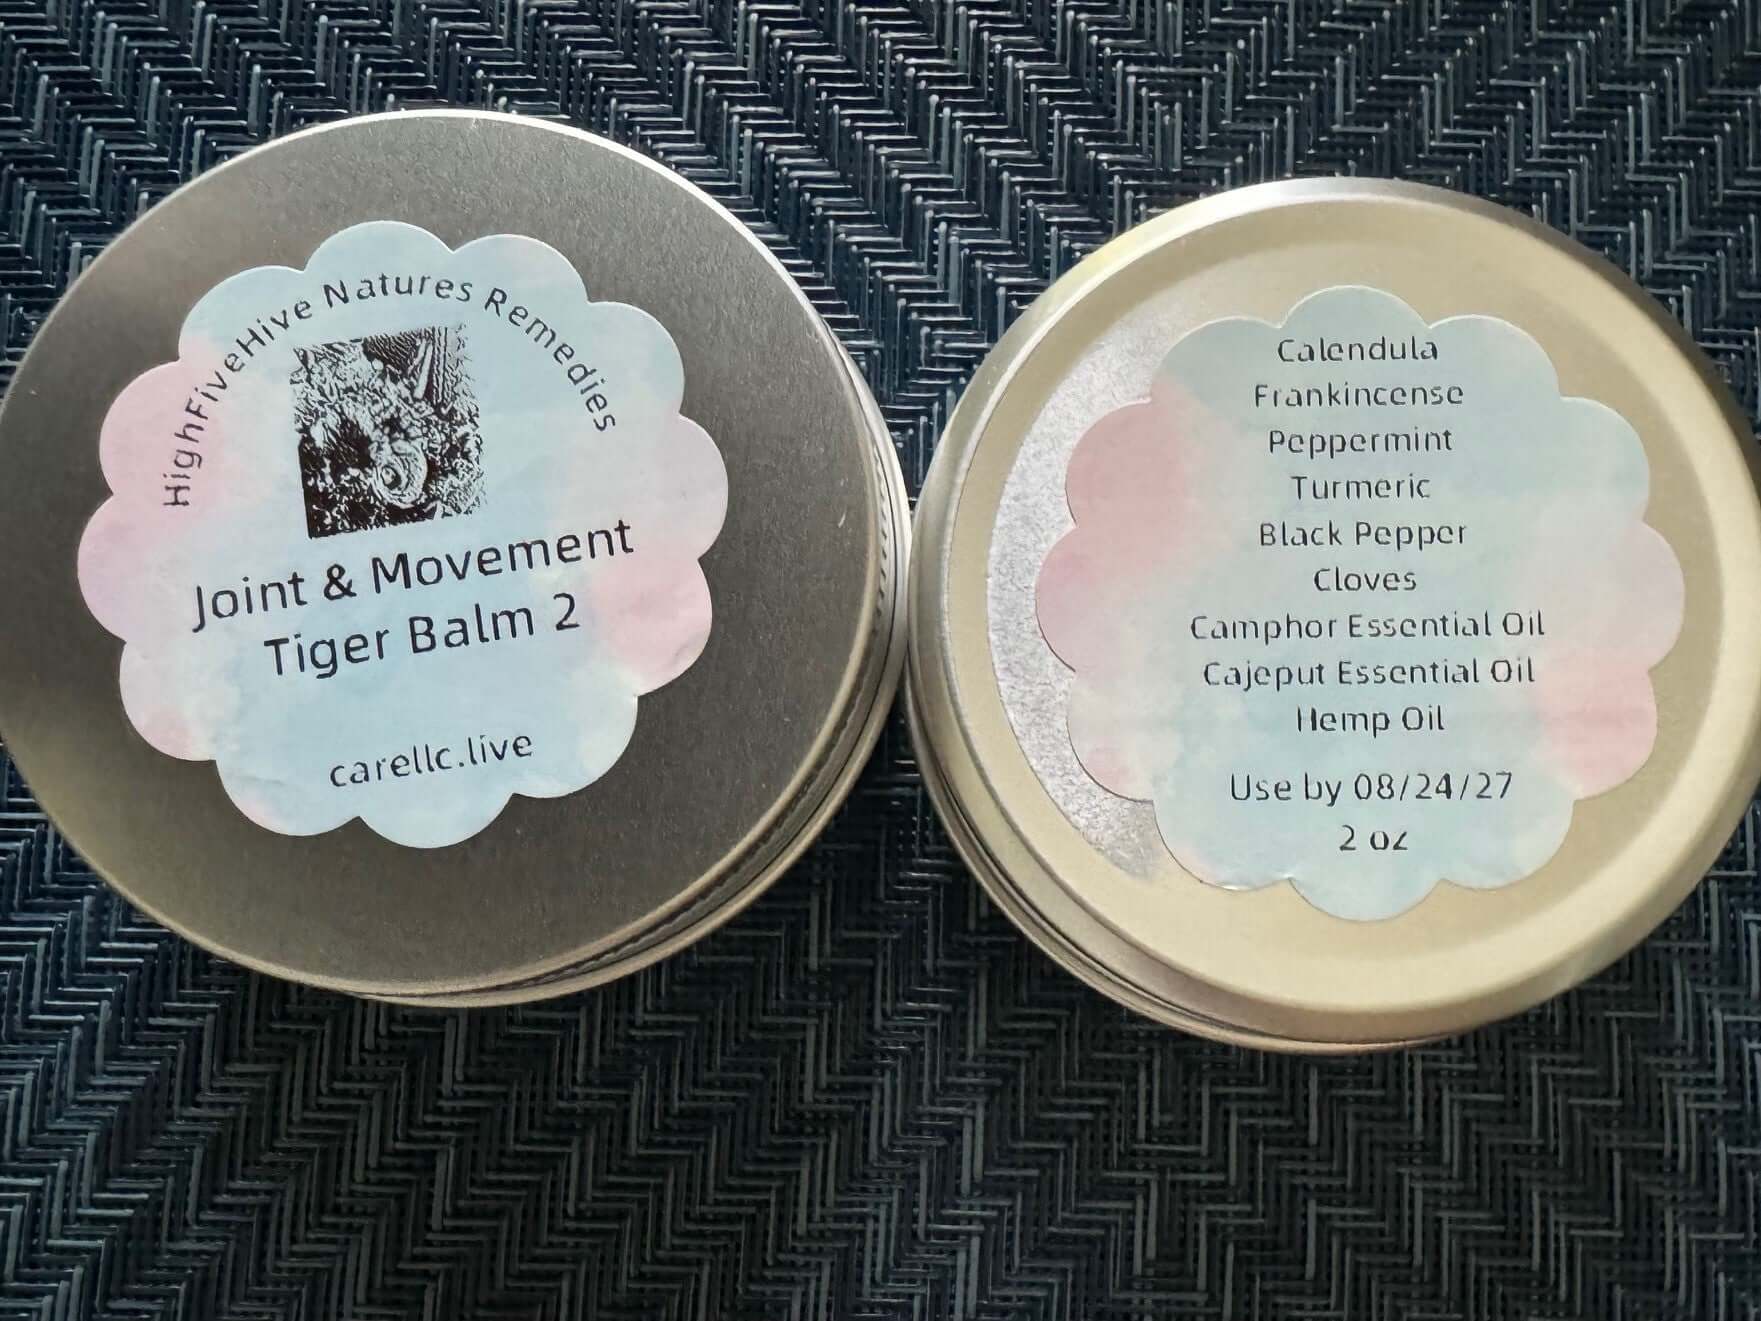 HighFiveHive Natures Remedies
Joint & Movement
Tiger Balm 2
carellc.live
Calendula
Frankincense
Peppermint
Turmeric
Black Pepper
Cloves
Camphor Essential Oil
Cajeput Essential Oil
Hemp Oil
Use by 08/24/27
2 oz